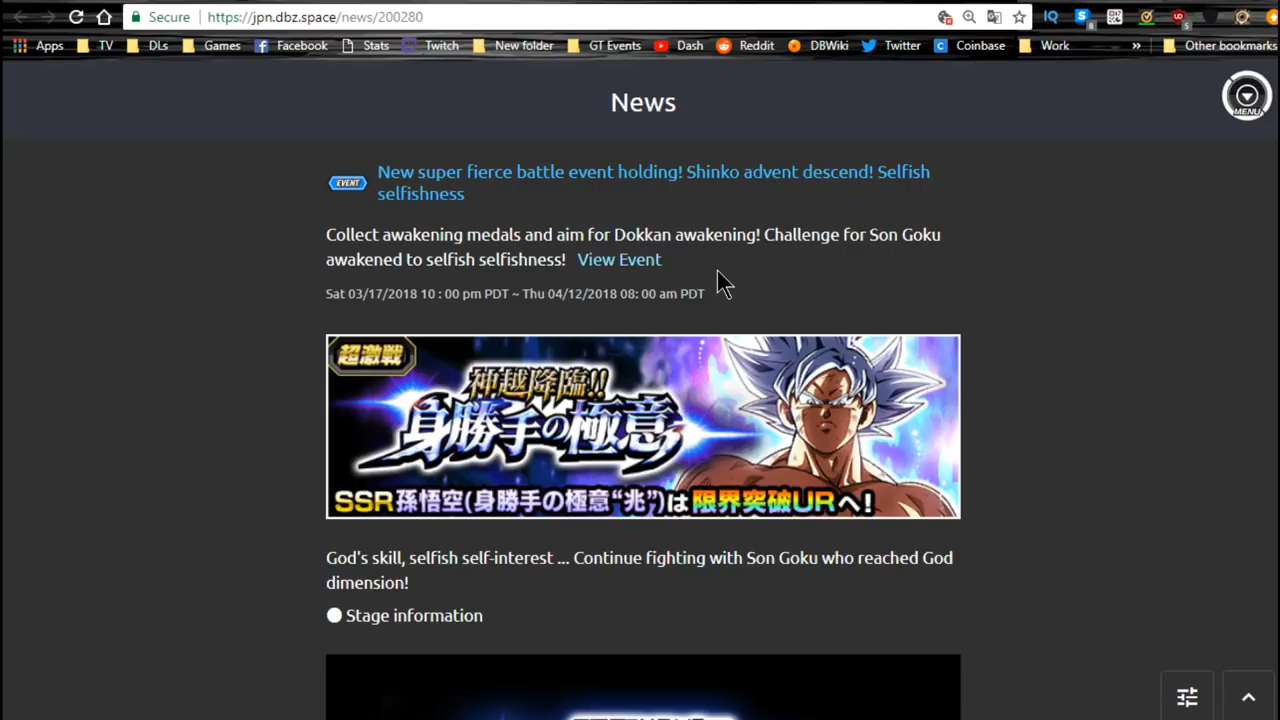 Secure
https://jpn.dbz.space/news/200280
Apps TV DLs Games Facebook Stats Twitch New folder GT Events Dash Reddit DBWiki Twitter Coinbase Work » Other bookmarks
News
MENU
EVENT
New super fierce battle event holding! Shinko advent descend! Selfish
selfishness
Collect awakening medals and aim for Dokkan awakening! Challenge for Son Goku
awakened to selfish selfishness! View Event
Sat 03/17/2018 10 : 00 pm PDT ~ Thu 04/12/2018 08: 00 am PDT
超激戦
神越降臨!!
身勝手の極意
SSR孫悟空(身勝手の極意“兆”)は限界突破URへ!
God's skill, selfish self-interest ... Continue fighting with Son Goku who reached God
dimension!
Stage information